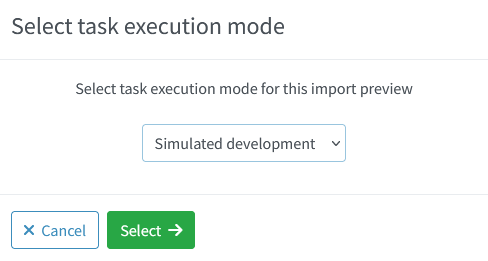 Select task execution mode
Select task execution mode for this import preview
Simulated development
Cancel
Select